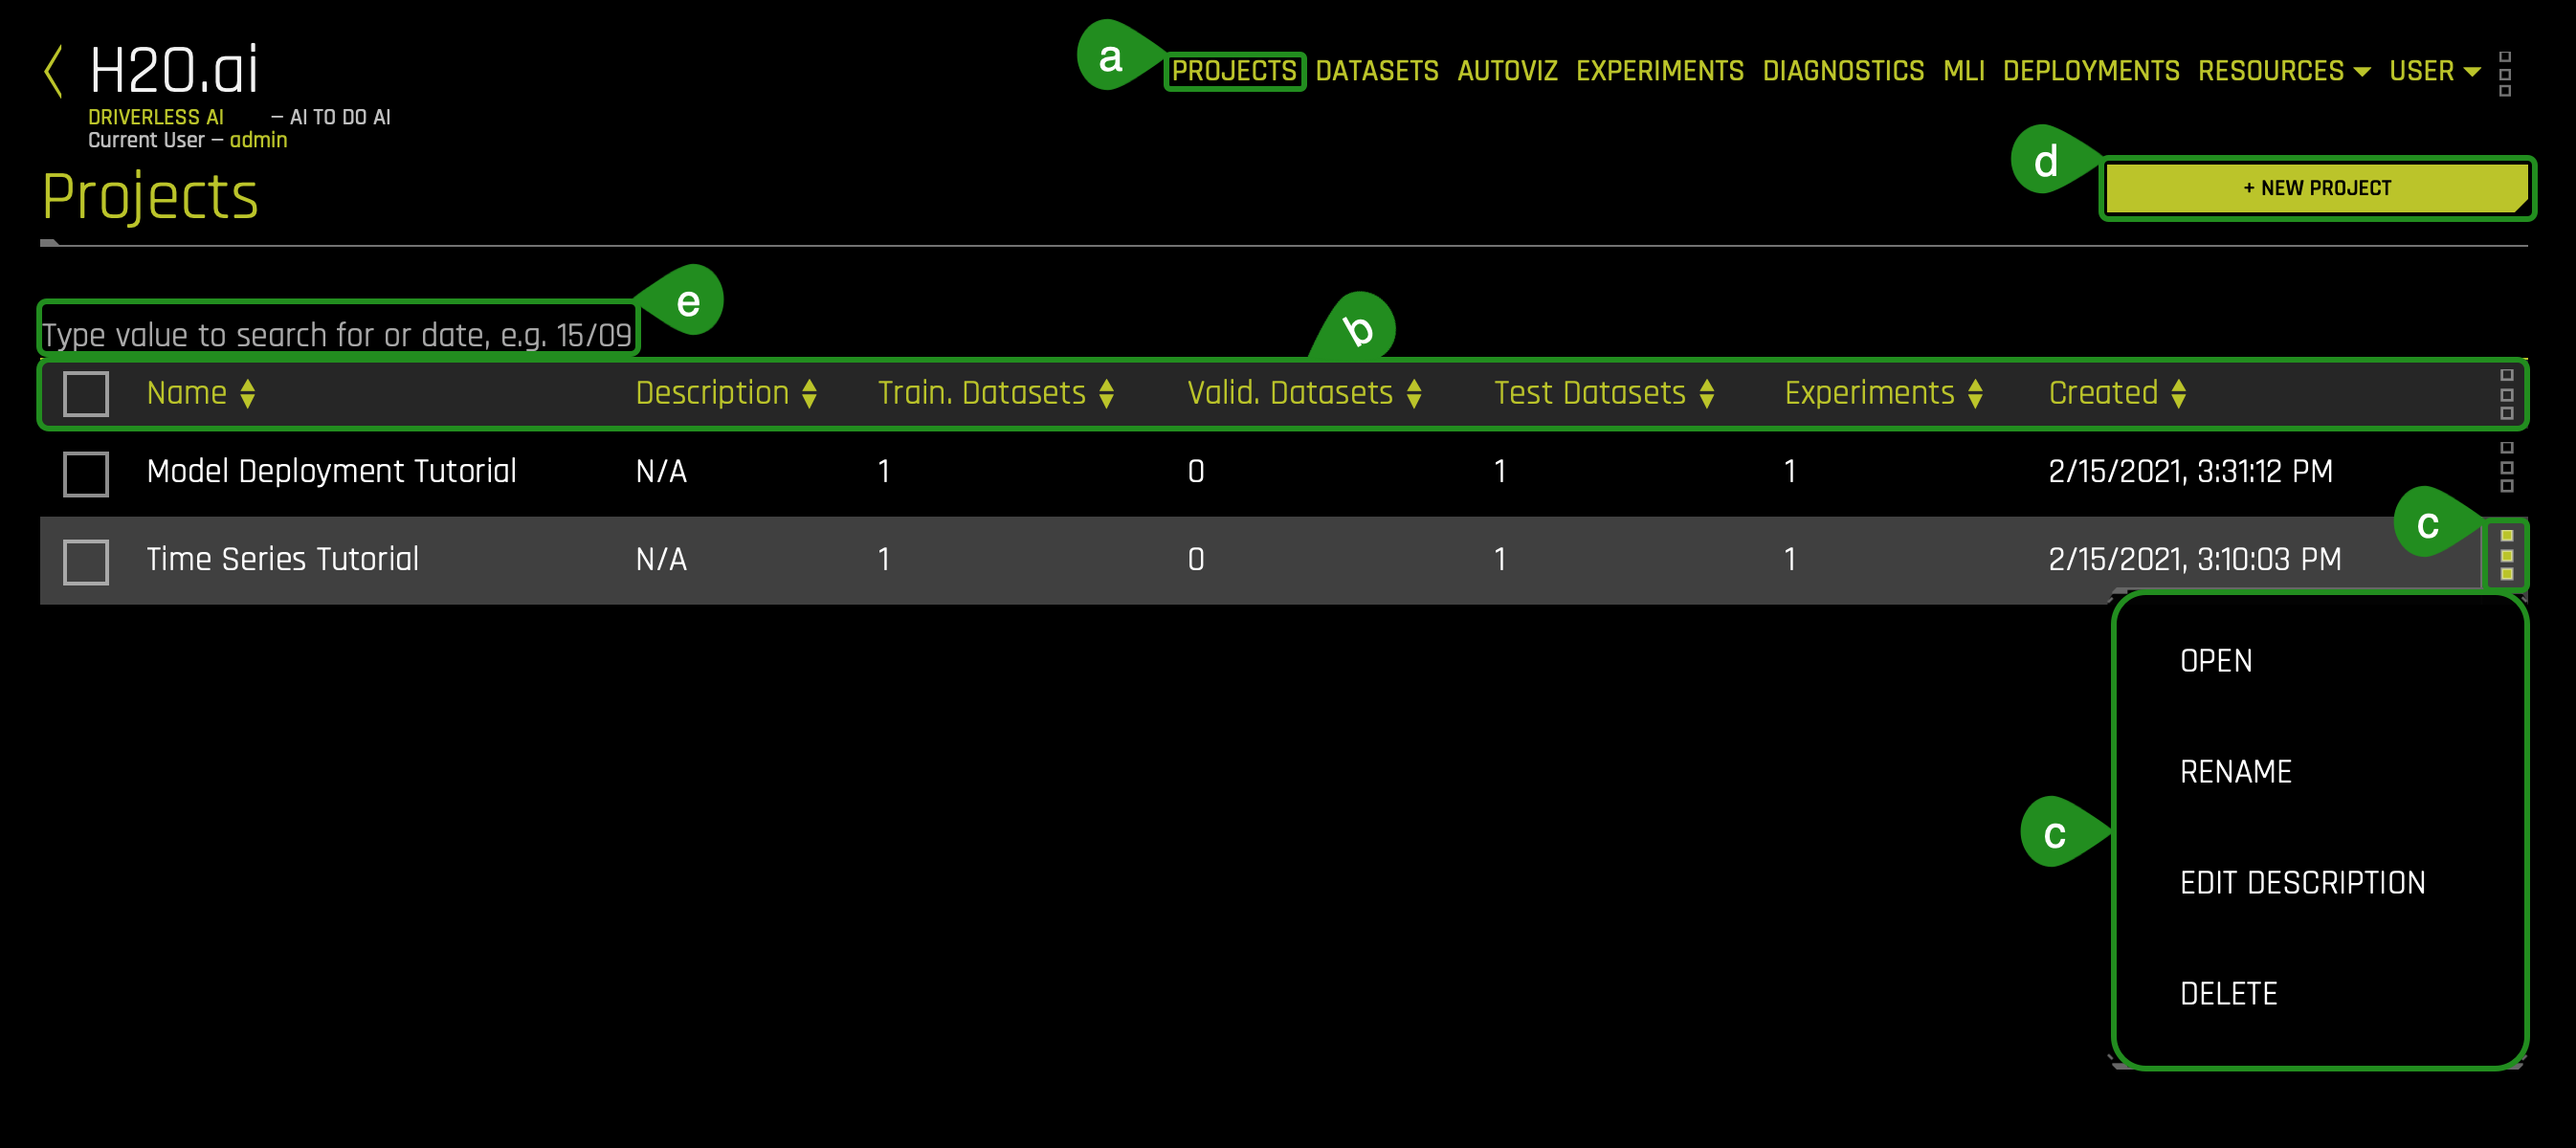 H2O.ai
DRIVERLESS AI — AI TO DO AI
Current User — admin
a
PROJECTS DATASETS AUTOVIZ EXPERIMENTS DIAGNOSTICS MLI DEPLOYMENTS RESOURCES USER
Projects
d
+ NEW PROJECT
e
Type value to search for or date, e.g. 15/09
b
Name Description Train. Datasets Valid. Datasets Test Datasets Experiments Created
Model Deployment Tutorial N/A 1 0 1 1 2/15/2021, 3:31:12 PM
c
Time Series Tutorial N/A 1 0 1 1 2/15/2021, 3:10:03 PM
OPEN
RENAME
c
EDIT DESCRIPTION
DELETE